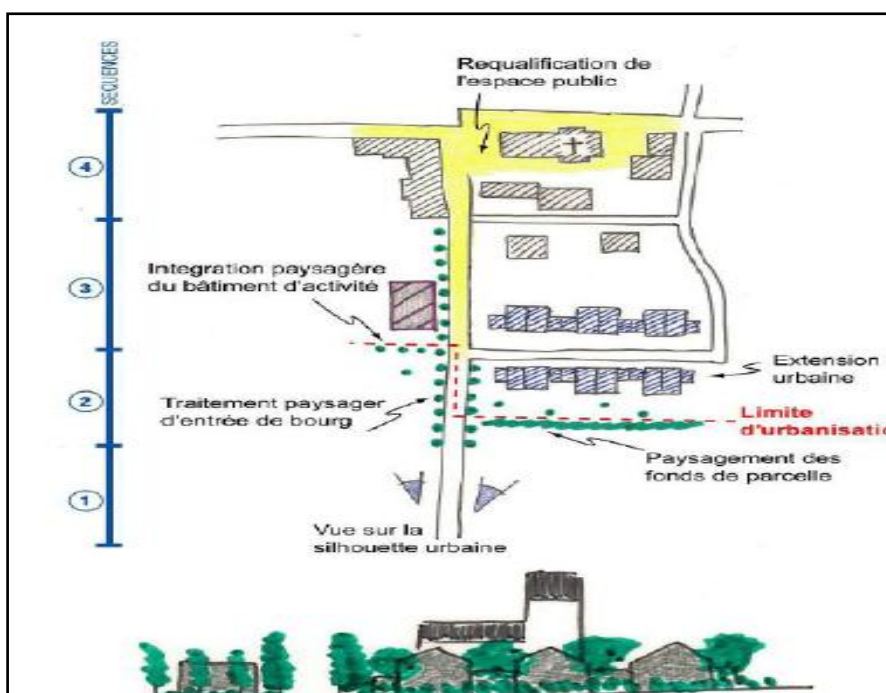 SEQUENCES
Requalification de
l'espace public
4
Integration paysagère
du bâtiment d'activité
3
Extension
urbaine
Traitement paysager
d'entrée de bourg
2
Limite
d'urbanisatio
Paysagement des
fonds de parcelle
1
Vue sur la
silhouette urbaine